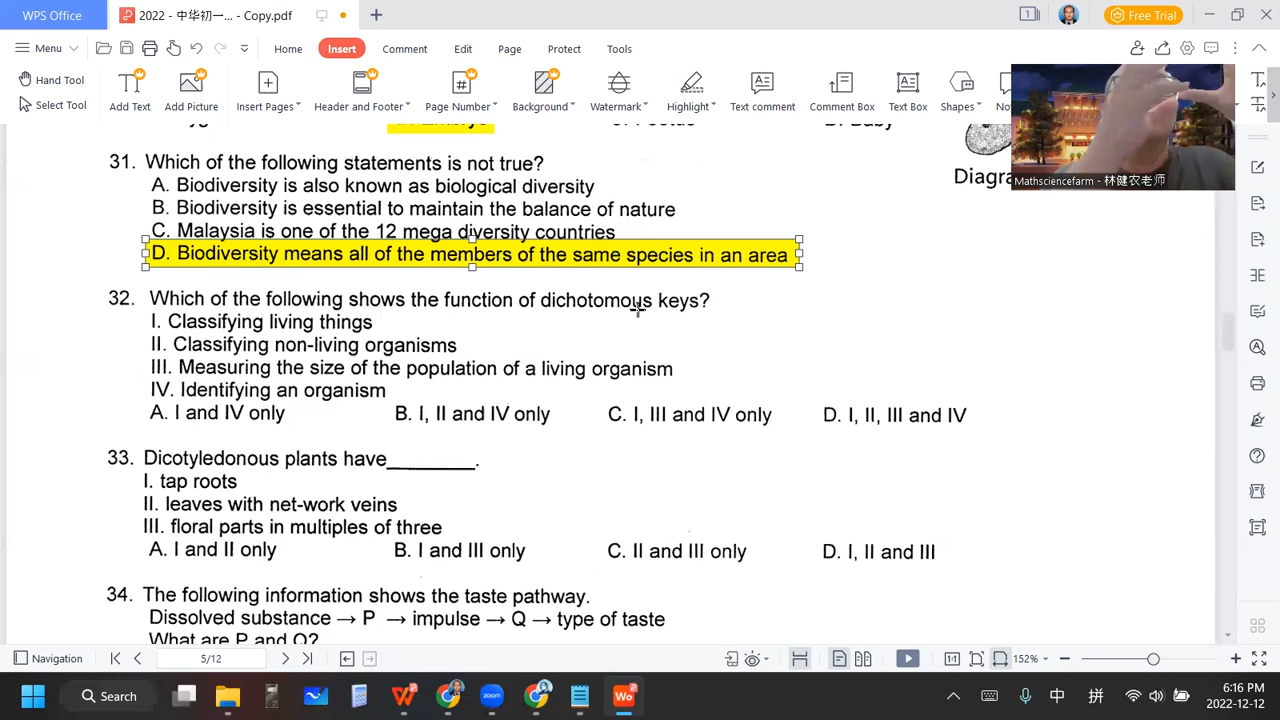 WPS Office
2022 - 中华初一... - Copy.pdf
Free Trial
Menu
Home
Insert
Comment
Edit
Page
Protect
Tools
Hand Tool
Select Tool
Add Text
Add Picture
Insert Pages
Header and Footer
Page Number
Background
Watermark
Highlight
Text comment
Comment Box
Text Box
Shapes
Mathsciencefarm - 林健农老师
31. Which of the following statements is not true?
A. Biodiversity is also known as biological diversity
B. Biodiversity is essential to maintain the balance of nature
C. Malaysia is one of the 12 mega diversity countries
D. Biodiversity means all of the members of the same species in an area
32. Which of the following shows the function of dichotomous keys?
I. Classifying living things
II. Classifying non-living organisms
III. Measuring the size of the population of a living organism
IV. Identifying an organism
A. I and IV only B. I, II and IV only C. I, III and IV only D. I, II, III and IV
33. Dicotyledonous plants have________.
I. tap roots
II. leaves with net-work veins
III. floral parts in multiples of three
A. I and II only B. I and III only C. II and III only D. I, II and III
34. The following information shows the taste pathway.
Dissolved substance → P → impulse → Q → type of taste
What are P and Q?
Navigation
5/12
152%
Search
中
拼
6:16 PM
2022-12-12